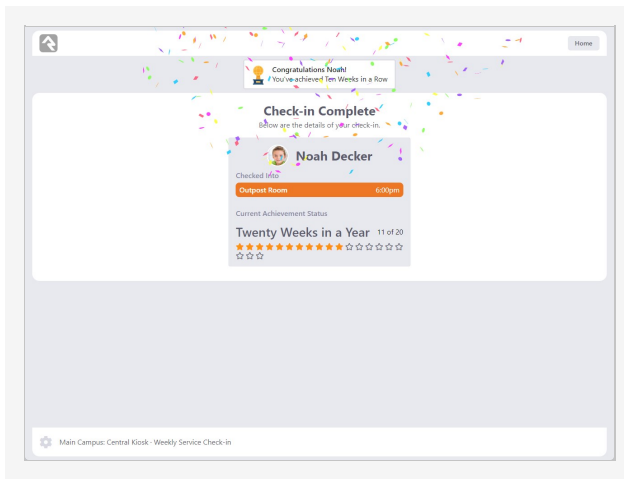 Home
Congratulations Noah!
You've achieved Ten Weeks in a Row
Check-in Complete
Below are the details of your check-in.
Noah Decker
Checked Into
Outpost Room 6:00pm
Current Achievement Status
Twenty Weeks in a Year 11 of 20
Main Campus: Central Kiosk · Weekly Service Check-in